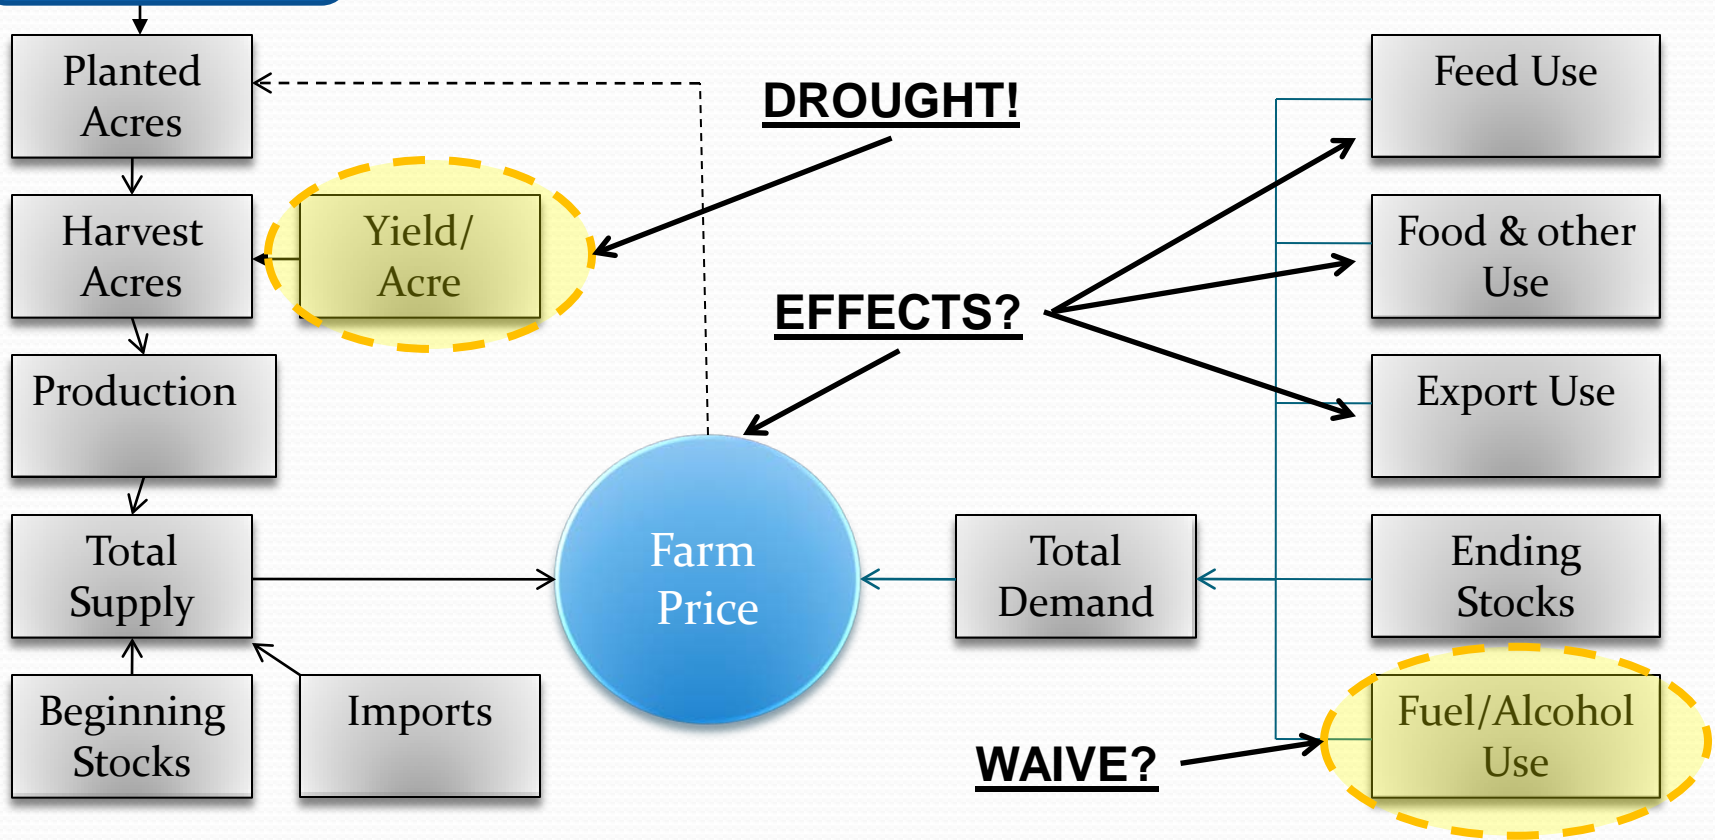 Planted
Acres
DROUGHT!
Feed Use
Harvest
Acres
Yield/
Acre
Food & other
Use
EFFECTS?
Production
Export Use
Total
Supply
Farm
Price
Total
Demand
Ending
Stocks
Beginning
Stocks
Imports
WAIVE?
Fuel/Alcohol
Use